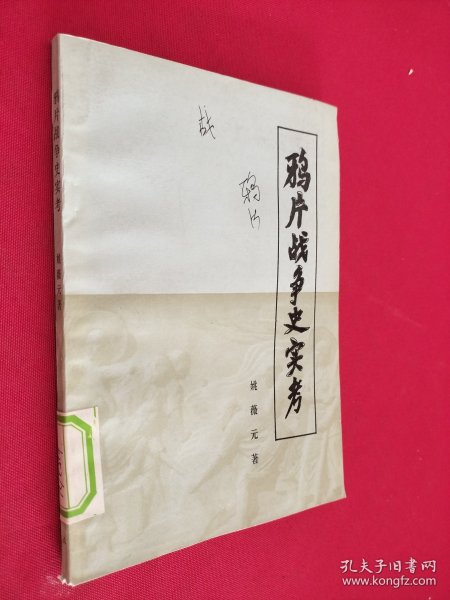 鸦片战争史实考
姚薇元著
战
鸦片
鸦片战争史实考
姚薇元 著
孔夫子旧书网
www.kongfz.com